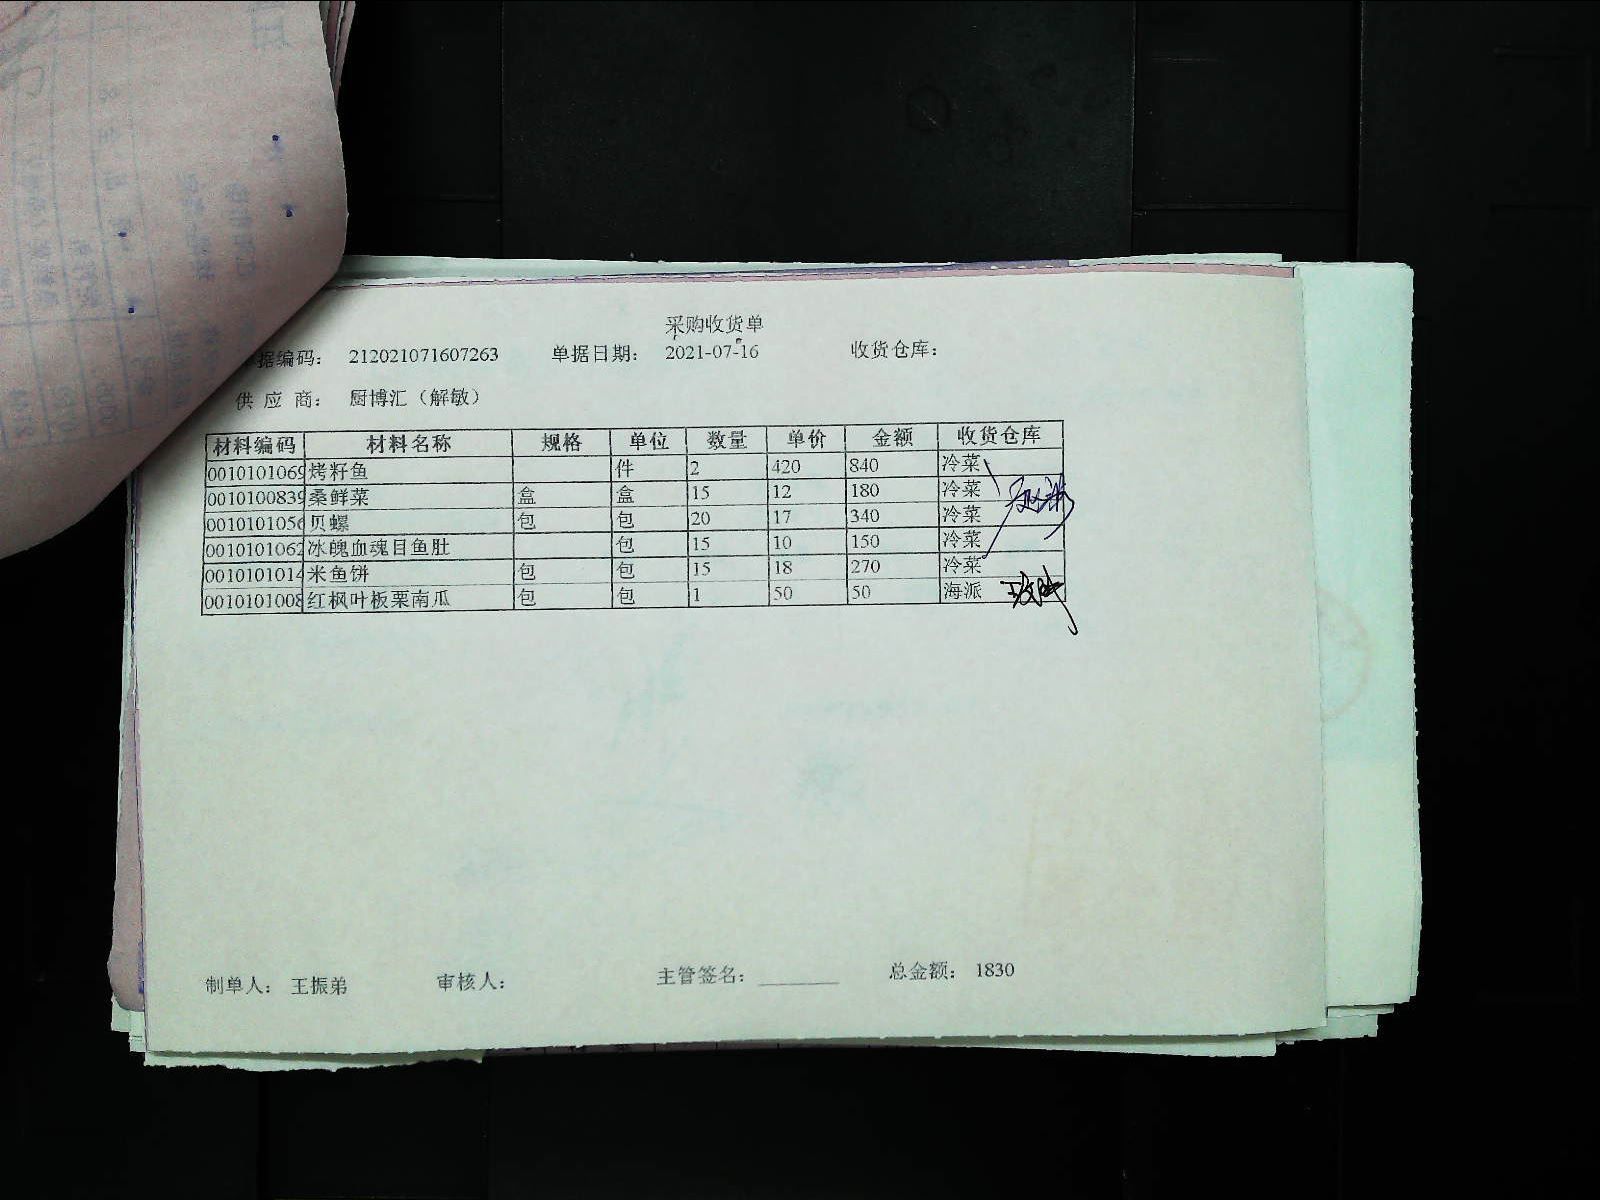 采购收货单
据编码： 212021071607263 单据日期： 2021-07-16 收货仓库：
供 应 商： 厨博汇（解敏）
材料编码 材料名称 规格 单位 数量 单价 金额 收货仓库
0010101069 烤籽鱼 件 2 420 840 冷菜
0010100839 桑鲜菜 盒 盒 15 12 180 冷菜
0010101056 贝螺 包 包 20 17 340 冷菜
0010101062 冰魄血魂目鱼肚 包 15 10 150 冷菜
0010101014 米鱼饼 包 包 15 18 270 冷菜
0010101008 红枫叶板栗南瓜 包 包 1 50 50 海派
制单人： 王振弟 审核人： 主管签名： 总金额： 1830